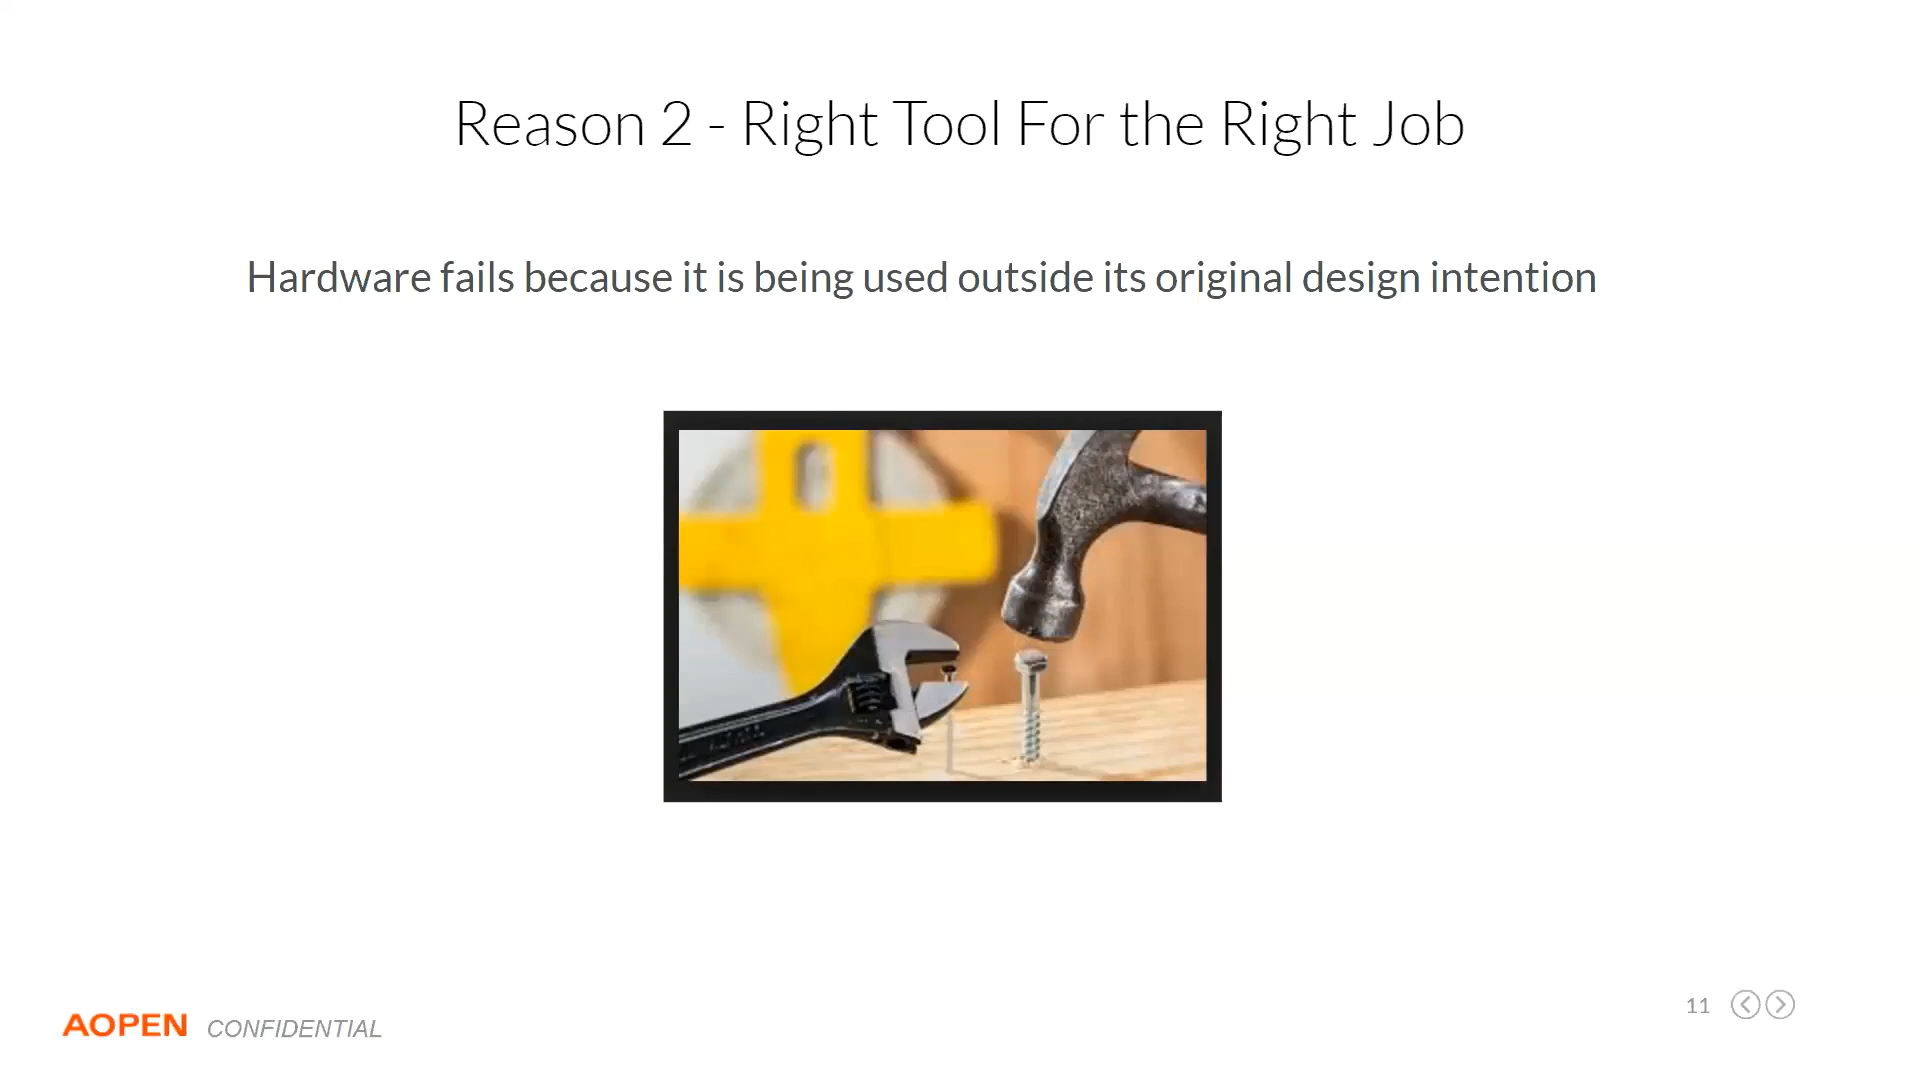 Reason 2 - Right Tool For the Right Job
Hardware fails because it is being used outside its original design intention
AOPEN CONFIDENTIAL
11